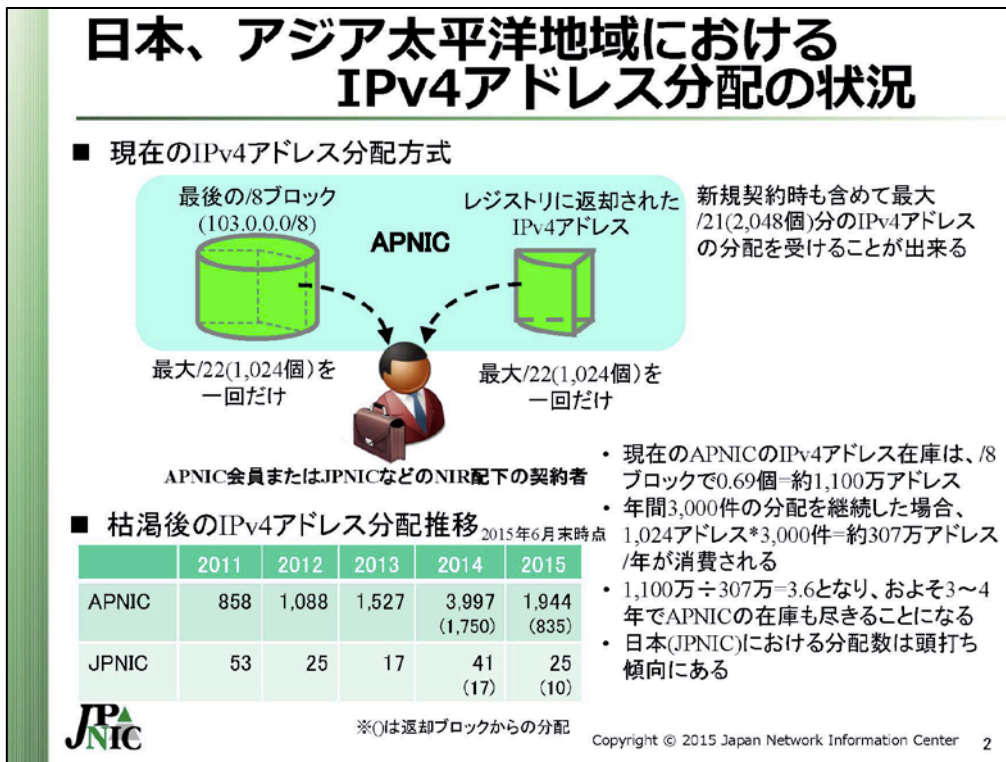 日本、アジア太平洋地域における
IPv4アドレス分配の状況
■ 現在のIPv4アドレス分配方式
最後の/8ブロック
(103.0.0.0/8)
APNIC
レジストリに返却された
IPv4アドレス
新規契約時も含めて最大
/21(2,048個)分のIPv4アドレス
の分配を受けることが出来る
最大/22(1,024個)を
一回だけ
最大/22(1,024個)を
一回だけ
APNIC会員またはJPNICなどのNIR配下の契約者
■ 枯渇後のIPv4アドレス分配推移 2015年6月末時点
2011 2012 2013 2014 2015
APNIC 858 1,088 1,527 3,997 1,944
(1,750) (835)
JPNIC 53 25 17 41 25
(17) (10)
※()は返却ブロックからの分配
• 現在のAPNICのIPv4アドレス在庫は、/8
ブロックで0.69個=約1,100万アドレス
• 年間3,000件の分配を継続した場合、
1,024アドレス*3,000件=約307万アドレス
/年が消費される
• 1,100万÷307万=3.6となり、およそ3～4
年でAPNICの在庫も尽きることになる
• 日本(JPNIC)における分配数は頭打ち
傾向にある
JPNIC
Copyright © 2015 Japan Network Information Center 2